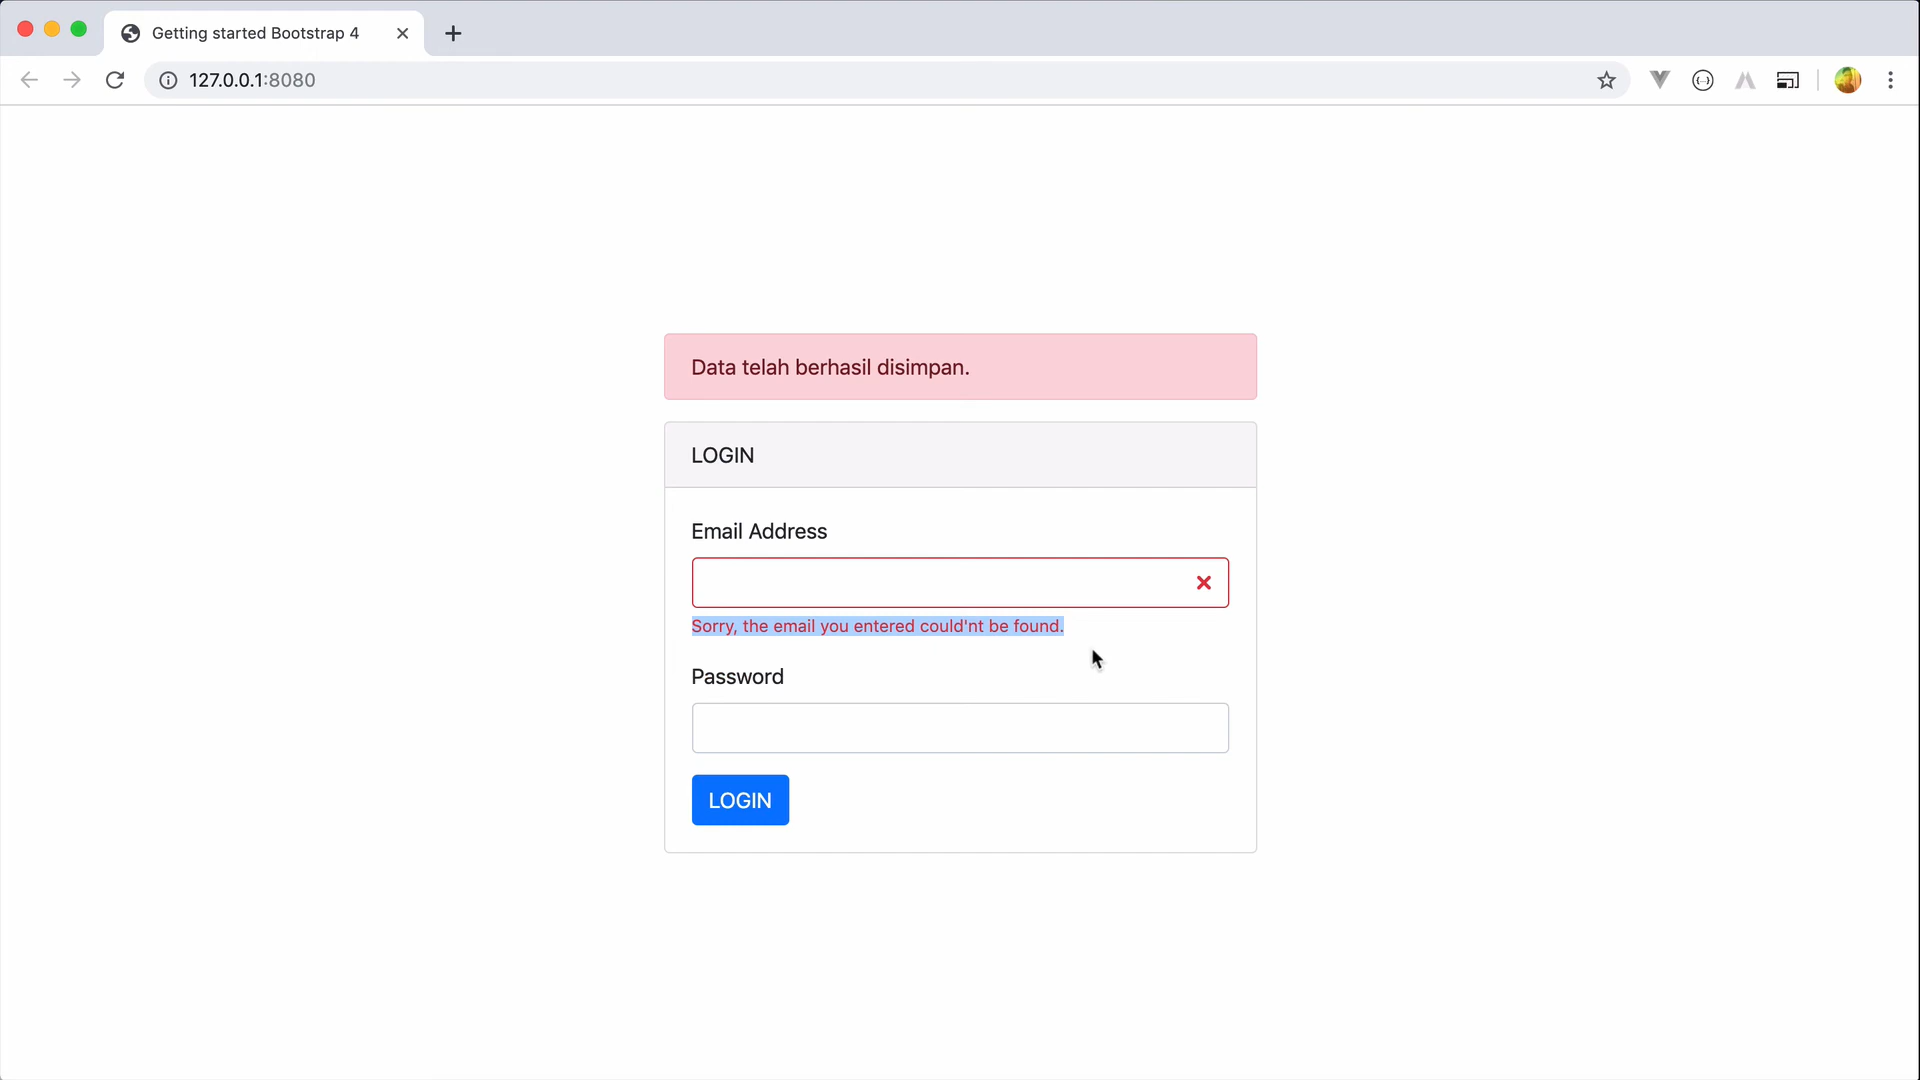 Getting started Bootstrap 4
127.0.0.1:8080
Data telah berhasil disimpan.
LOGIN
Email Address
Sorry, the email you entered could'nt be found.
Password
LOGIN